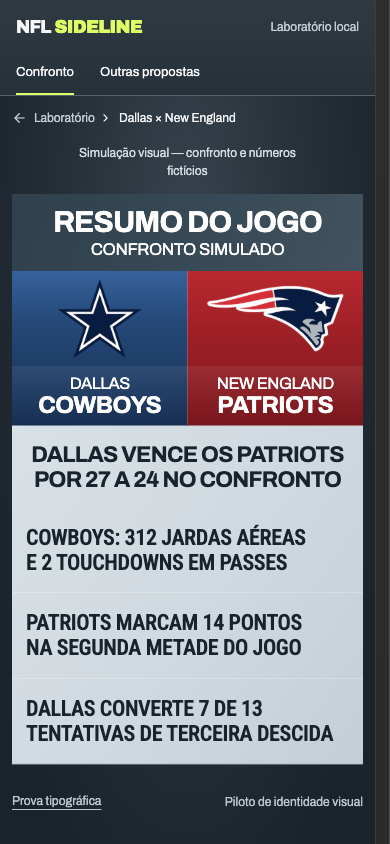 NFL SIDELINE
Laboratório local
Confronto
Outras propostas
← Laboratório › Dallas × New England
Simulação visual — confronto e números
fictícios
RESUMO DO JOGO
CONFRONTO SIMULADO
DALLAS
COWBOYS
NEW ENGLAND
PATRIOTS
DALLAS VENCE OS PATRIOTS
POR 27 A 24 NO CONFRONTO
COWBOYS: 312 JARDAS AÉREAS
E 2 TOUCHDOWNS EM PASSES
PATRIOTS MARCAM 14 PONTOS
NA SEGUNDA METADE DO JOGO
DALLAS CONVERTE 7 DE 13
TENTATIVAS DE TERCEIRA DESCIDA
Prova tipográfica
Piloto de identidade visual